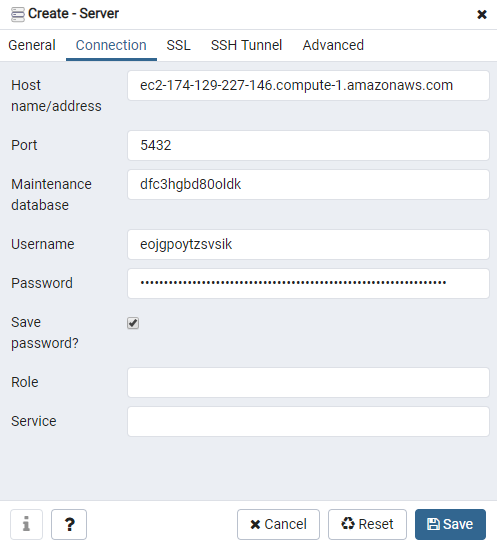 Create - Server
General Connection SSL SSH Tunnel Advanced
Host name/address ec2-174-129-227-146.compute-1.amazonaws.com
Port 5432
Maintenance database dfc3hgbd80oldk
Username eojgpoytzsvsik
Password ••••••••••••••••••••••••••••••••••••••••••••••••••••••••••••••••
Save password?
Role
Service
i ? Cancel Reset Save